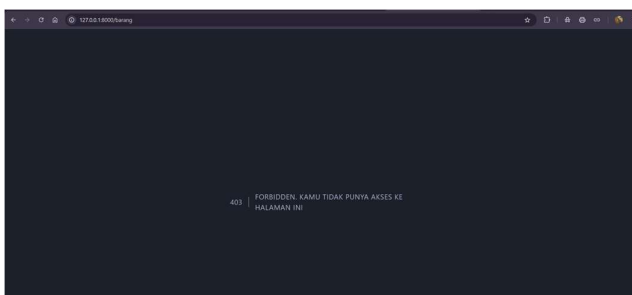 127.0.0.1:8000/barang
403
FORBIDDEN. KAMU TIDAK PUNYA AKSES KE
HALAMAN INI